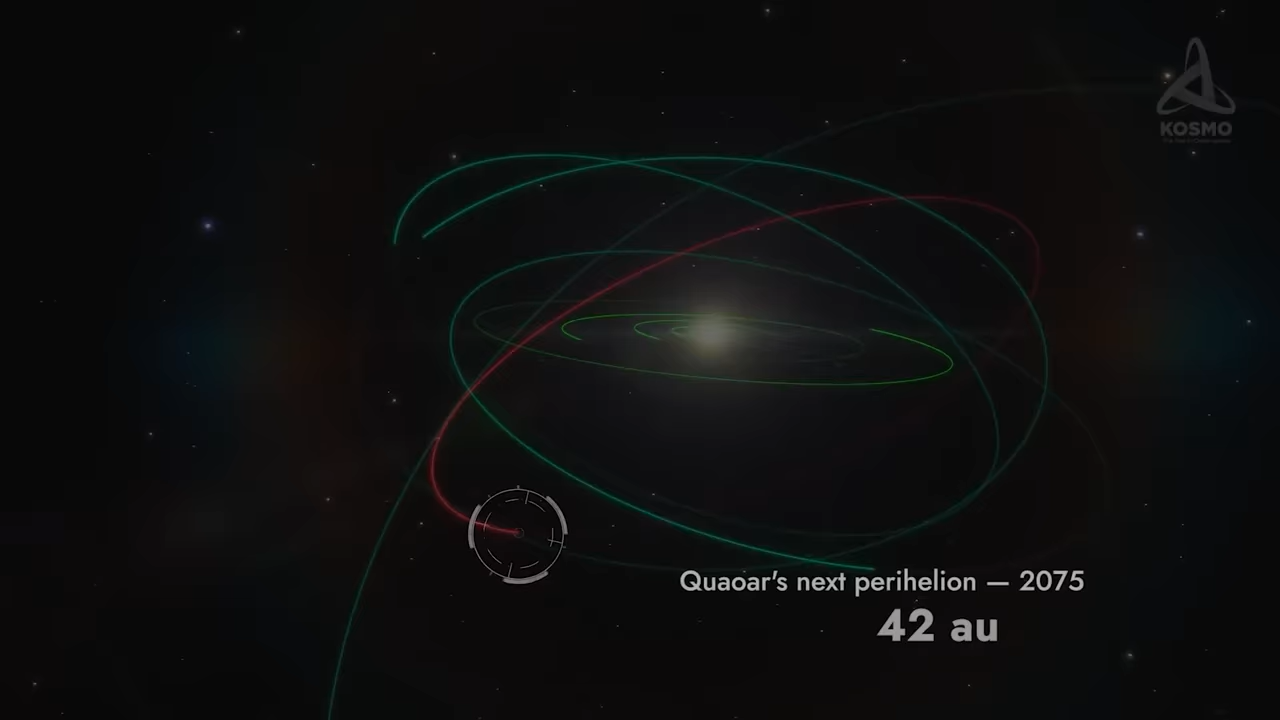 KOSMO
Quaoar's next perihelion — 2075
42 au